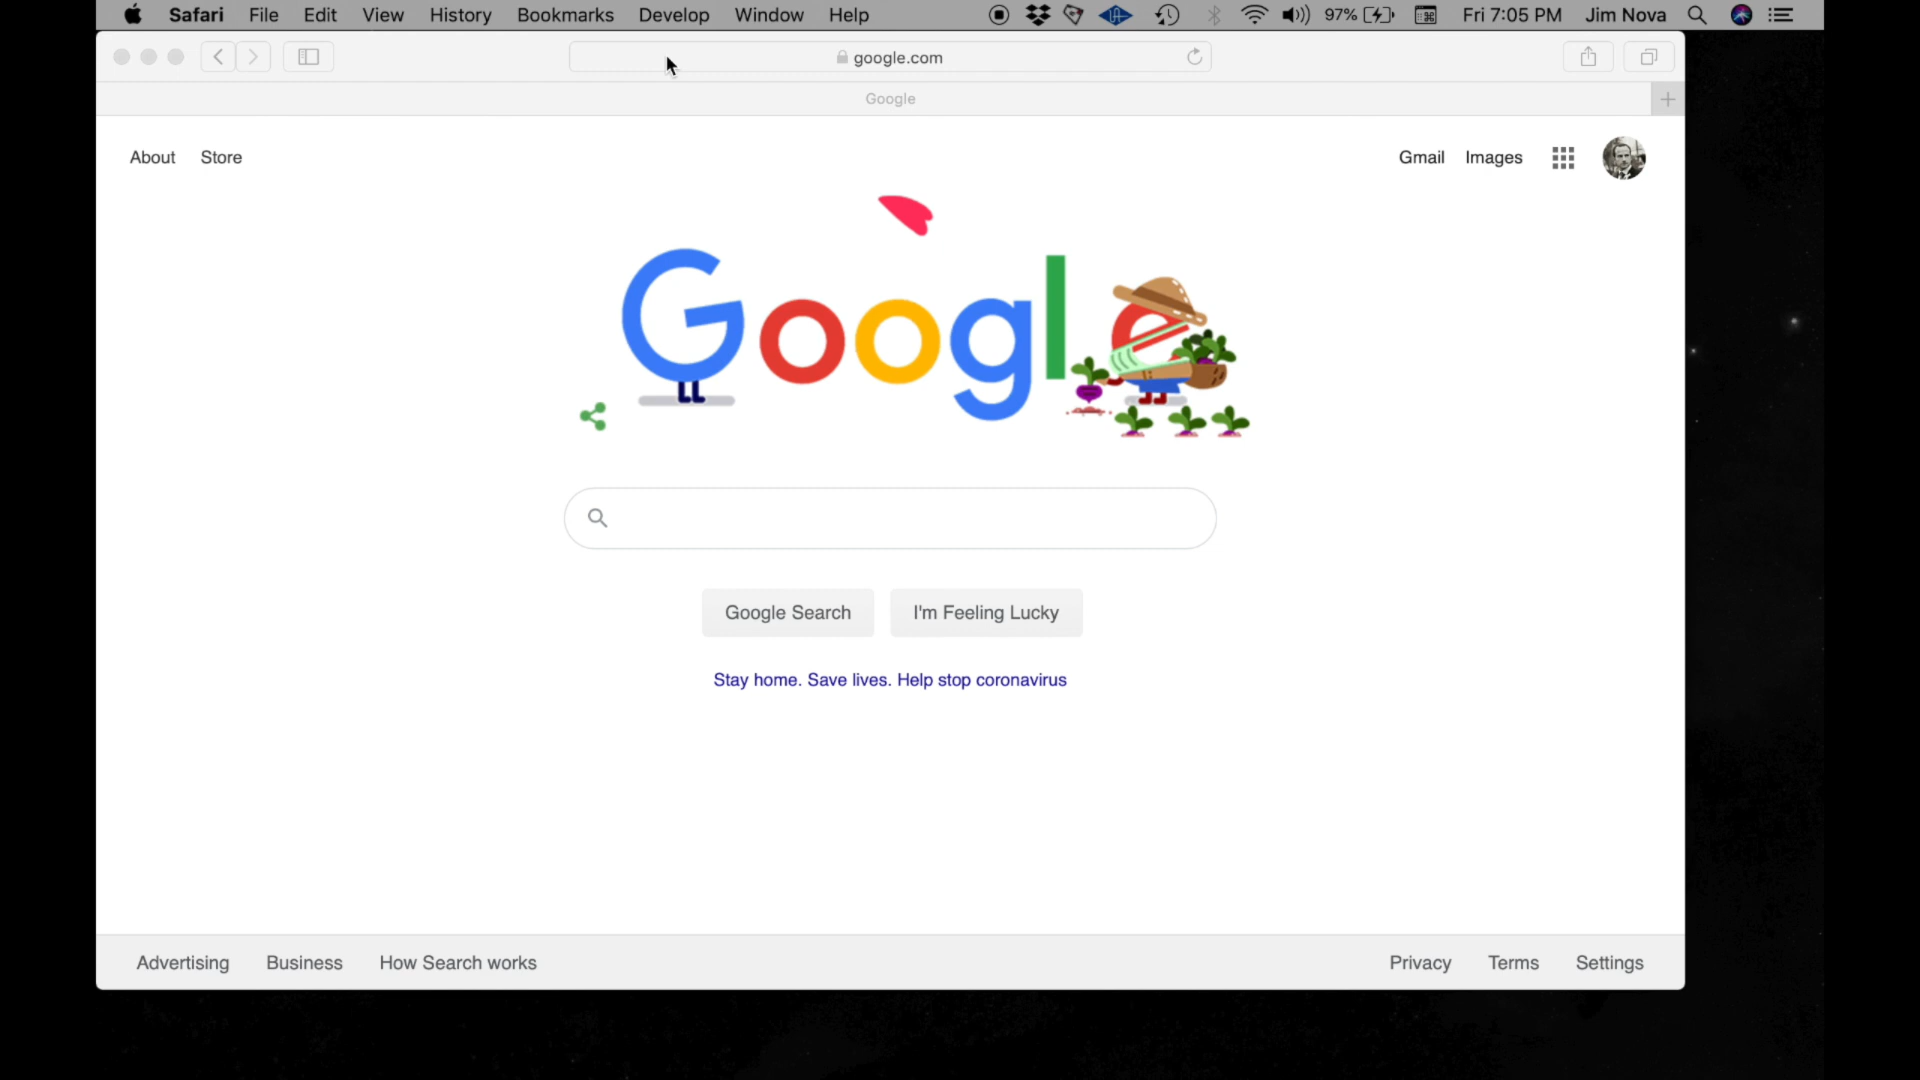 Safari File Edit View History Bookmarks Develop Window Help 97% Fri 7:05 PM Jim Nova
google.com
Google
About Store Gmail Images
Google
Google Search I'm Feeling Lucky
Stay home. Save lives. Help stop coronavirus
Advertising Business How Search works Privacy Terms Settings